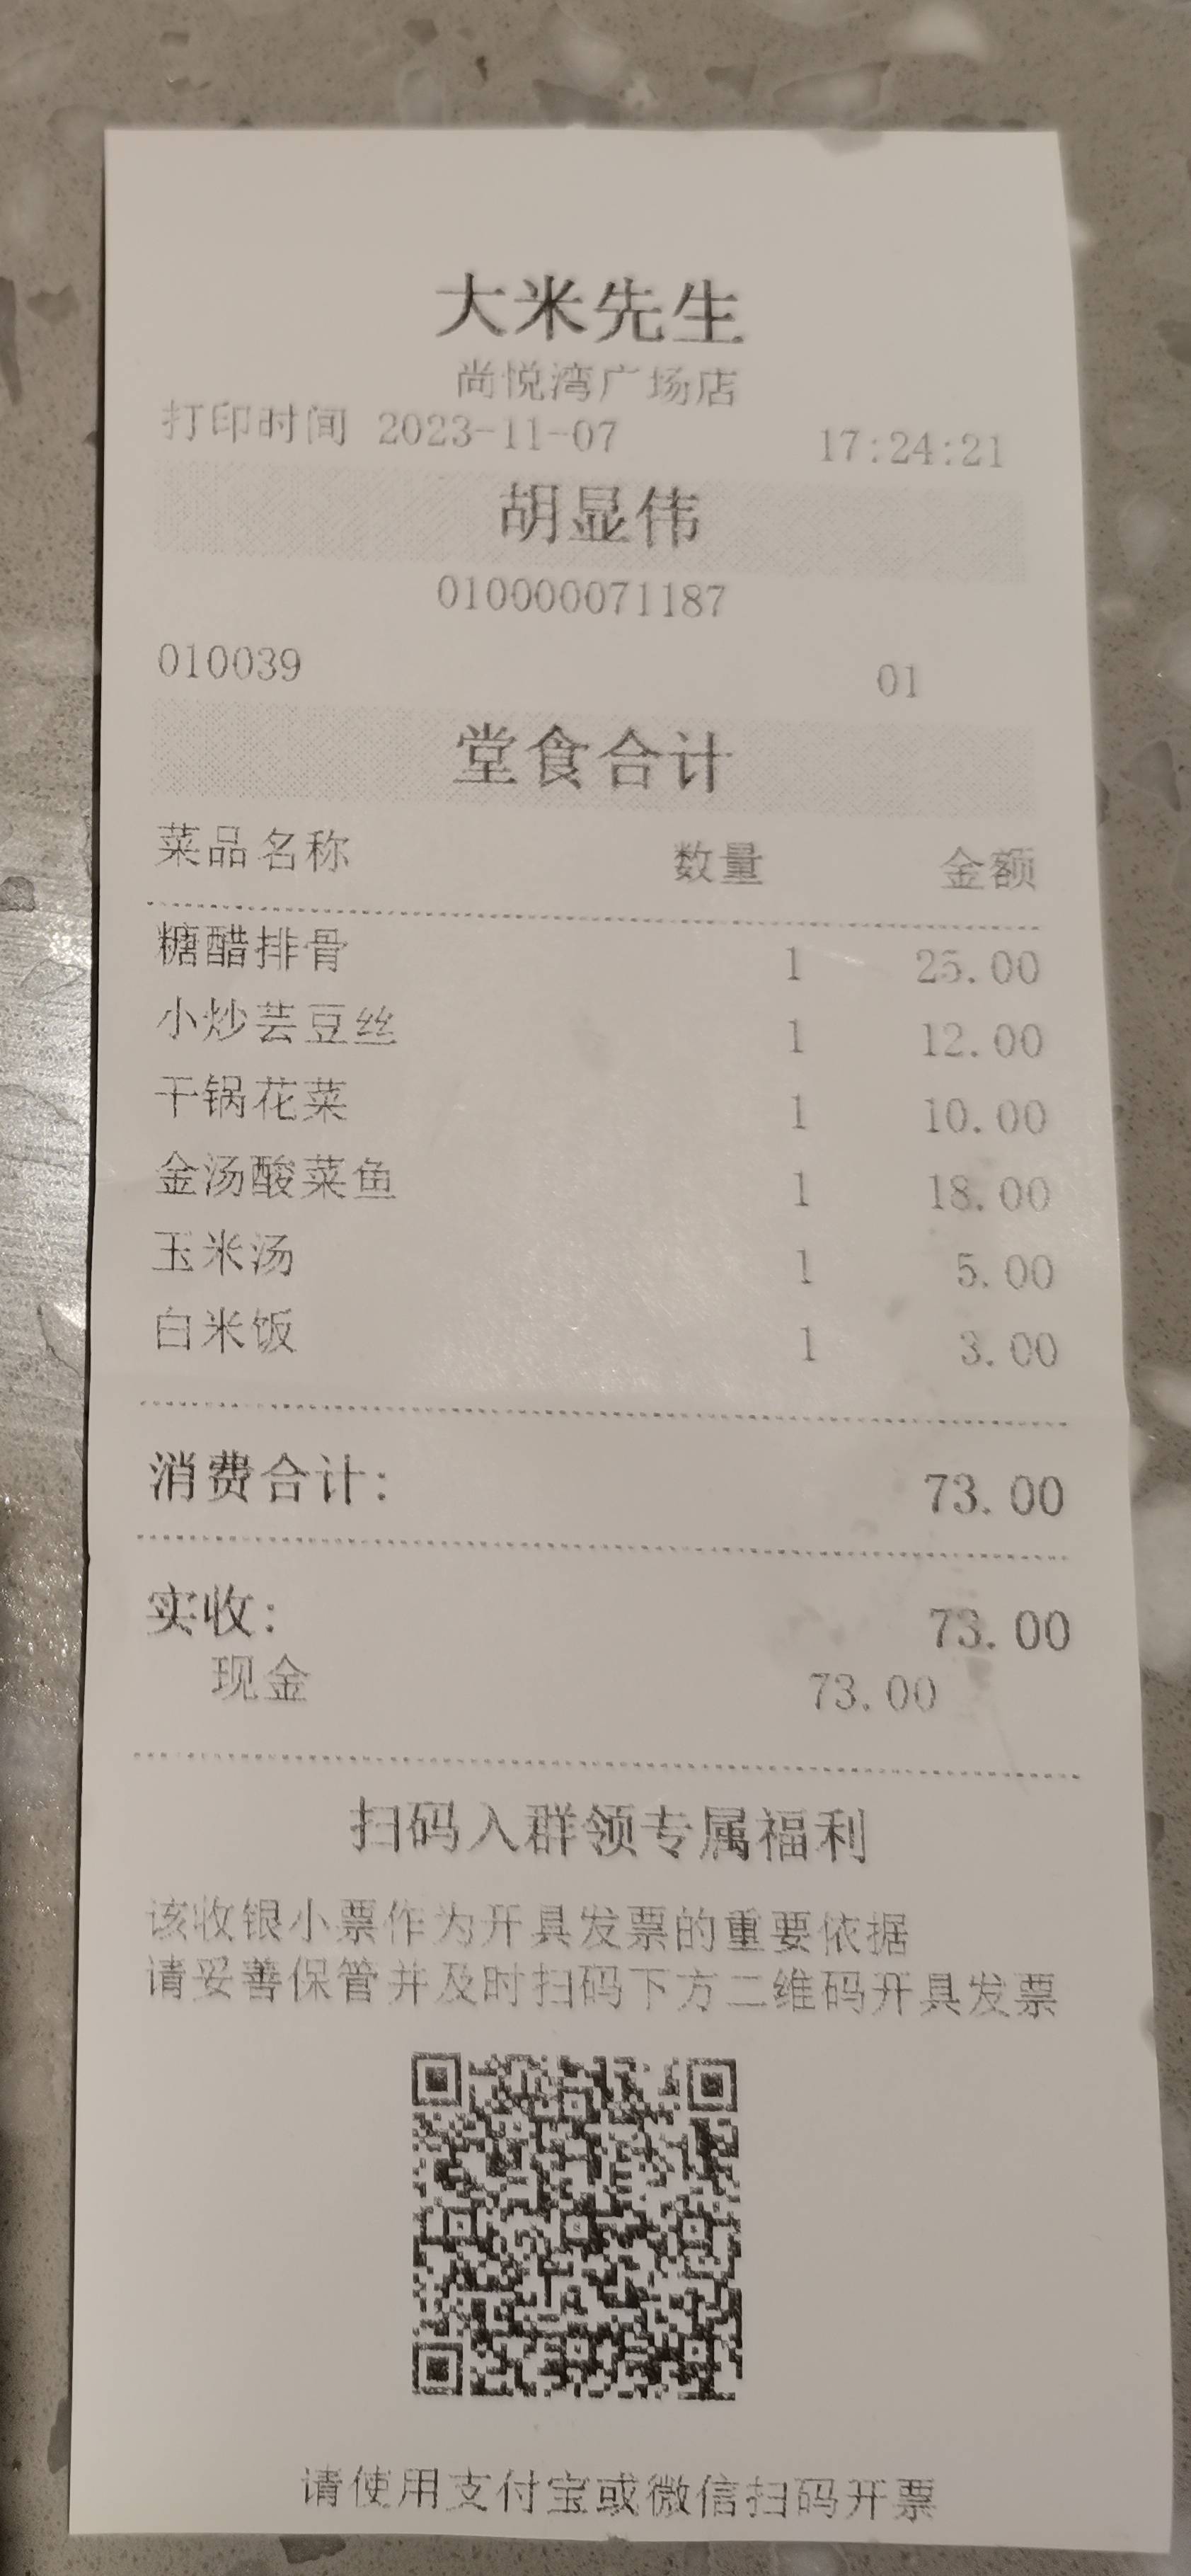 大米先生
尚悦湾广场店
打印时间 2023-11-07 17:24:21
胡显伟
010000071187
010039 01
堂食合计
菜品名称 数量 金额
糖醋排骨 1 25.00
小炒芸豆丝 1 12.00
干锅花菜 1 10.00
金汤酸菜鱼 1 18.00
玉米汤 1 5.00
白米饭 1 3.00
消费合计: 73.00
实收: 73.00
现金 73.00
扫码入群领专属福利
该收银小票作为开具发票的重要依据
请妥善保管并及时扫码下方二维码开具发票
请使用支付宝或微信扫码开票